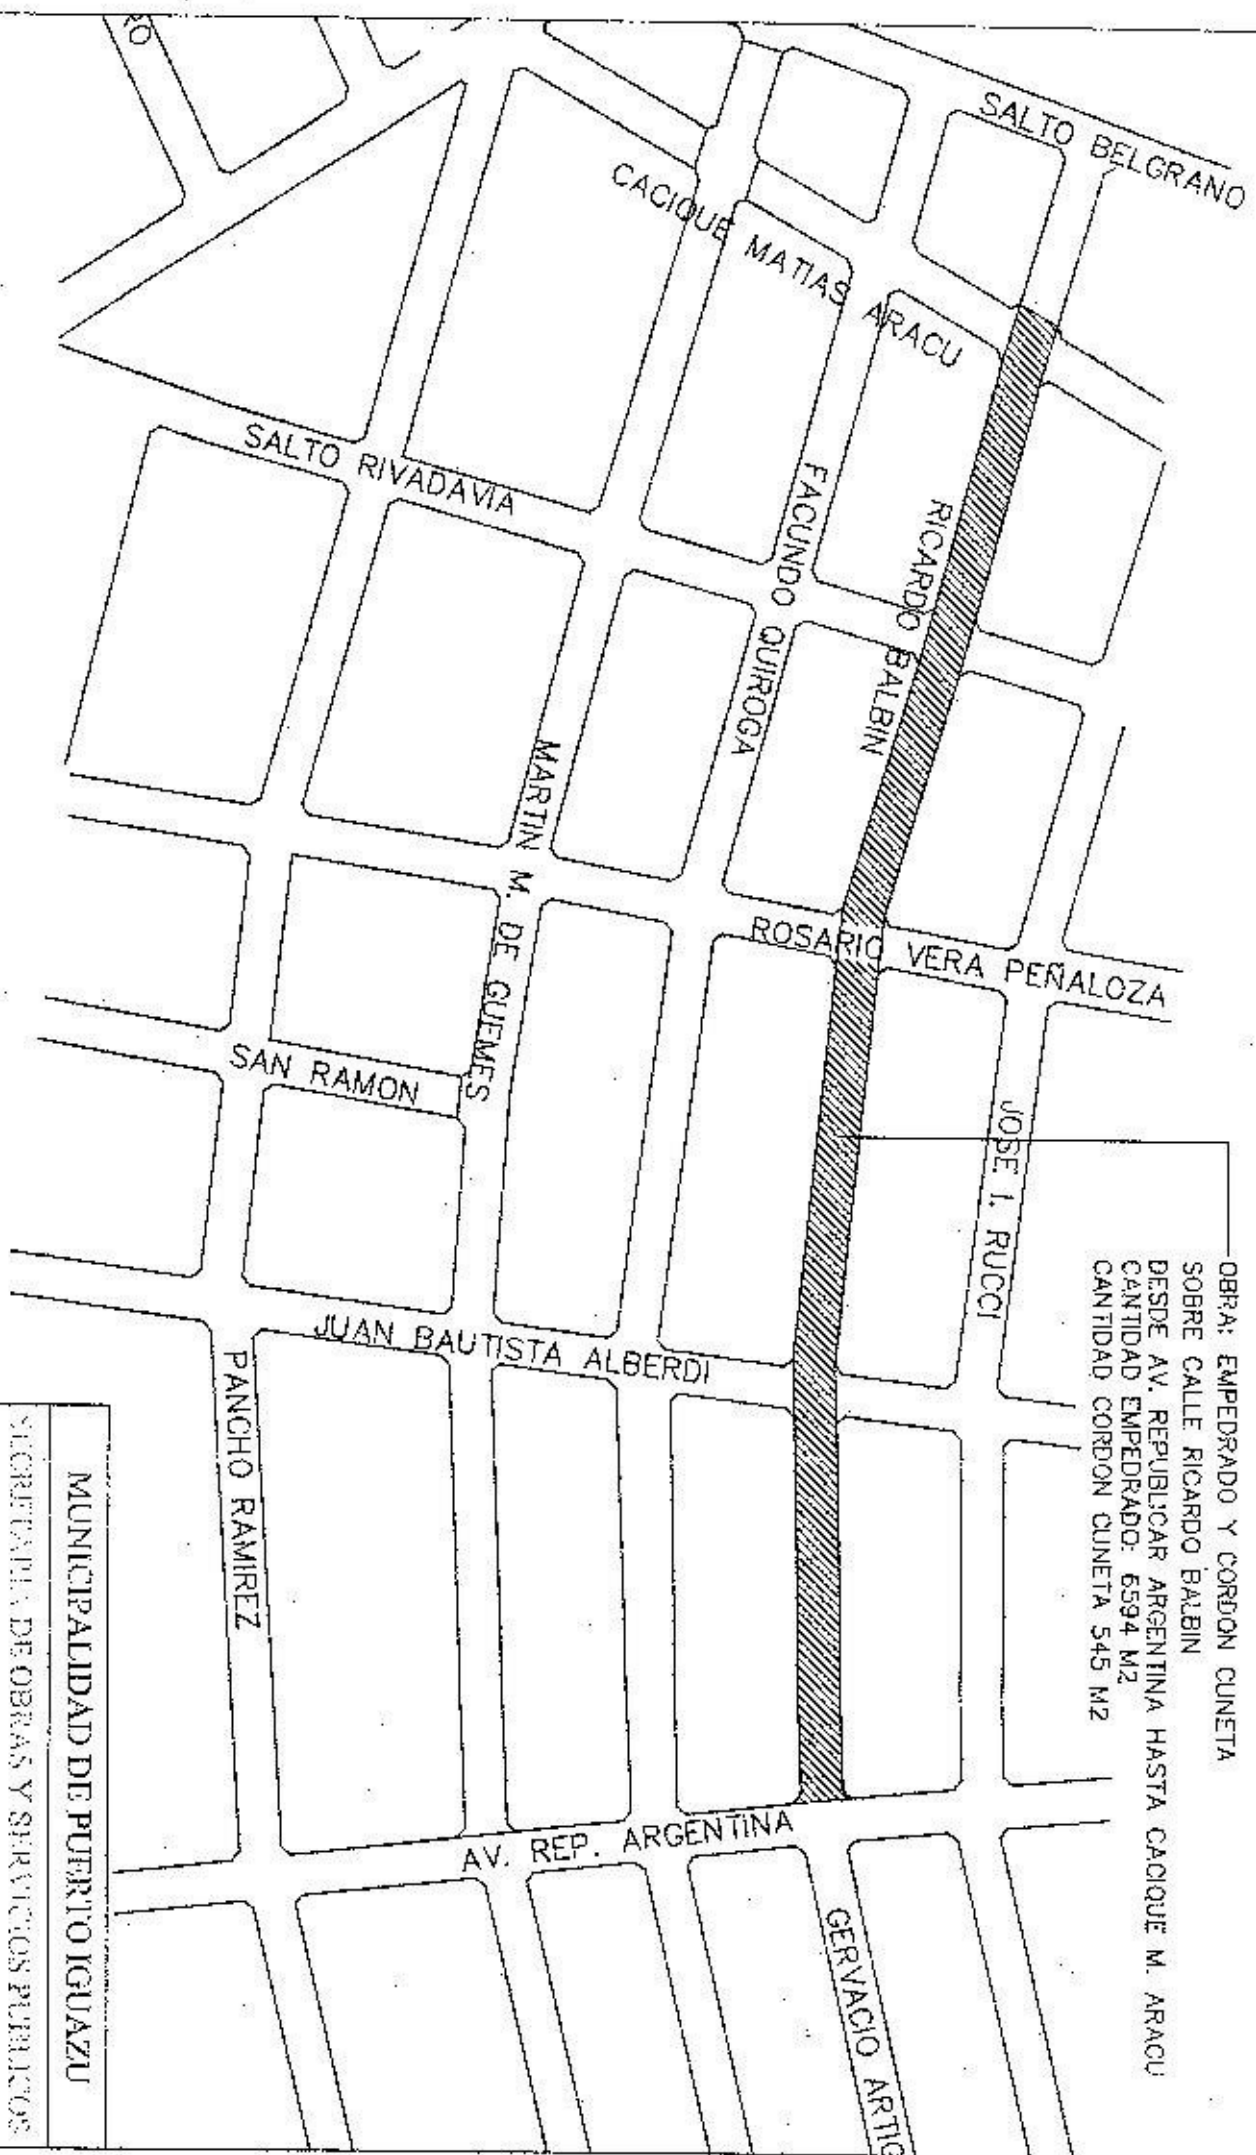 OBRA: EMPEDRADO Y CORDON CUNETA
SOBRE CALLE RICARDO BALBIN
DESDE AV. REPUBLICAR ARGENTINA HASTA CACIQUE M. ARACU
CANTIDAD EMPEDRADO: 6594 M2
CANTIDAD CORDON CUNETA 545 M2
SALTO BELGRANO
CACIQUE MATIAS ARACU
SALTO RIVADAVIA
FACUNDO QUIROGA
RICARDO BALBIN
MARTIN M. DE GUEMES
ROSARIO VERA PEÑALOZA
SAN RAMON
JOSE I. RUCCI
JUAN BAUTISTA ALBERDI
PANCHO RAMIREZ
AV. REP. ARGENTINA
GERVACIO ARTIG
RO
MUNICIPALIDAD DE PUERTO IGUAZU
SECRETARIA DE OBRAS Y SERVICIOS PUBLICOS